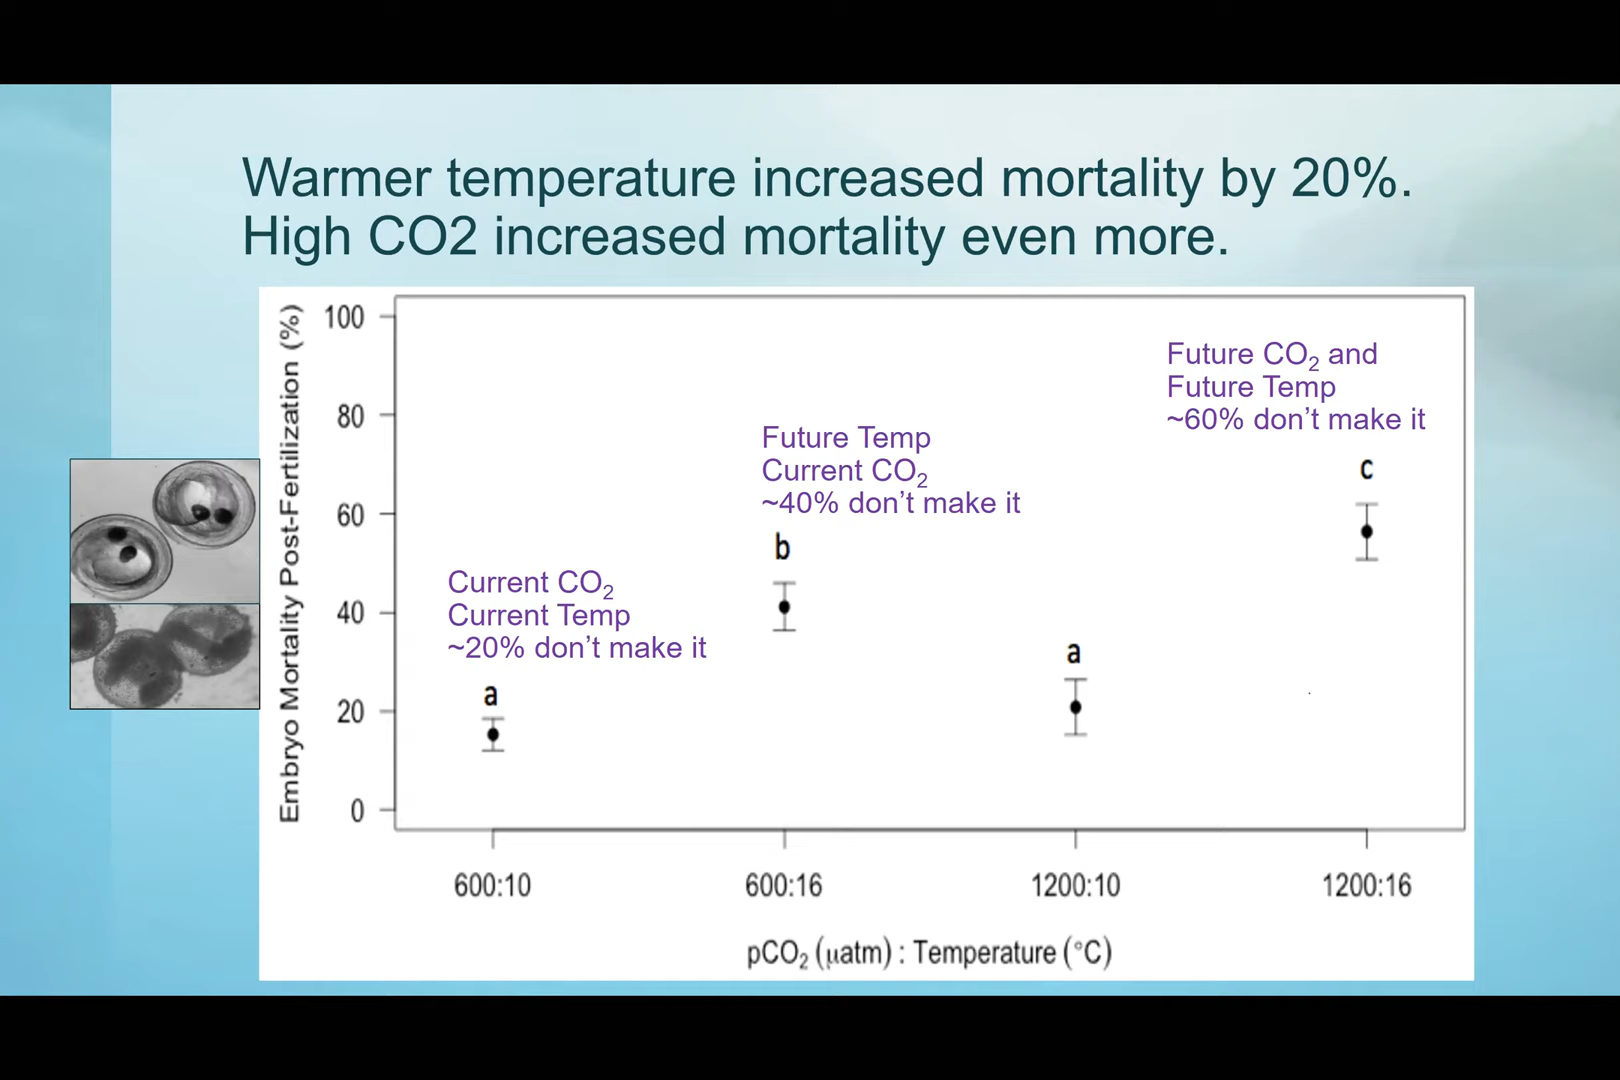 Warmer temperature increased mortality by 20%.
High CO2 increased mortality even more.
Embryo Mortality Post-Fertilization (%)
100
80
60
40
20
0
Current CO₂
Current Temp
~20% don’t make it
a
Future Temp
Current CO₂
~40% don’t make it
b
a
Future CO₂ and
Future Temp
~60% don’t make it
c
600:10
600:16
1200:10
1200:16
pCO₂ (μatm) : Temperature (°C)